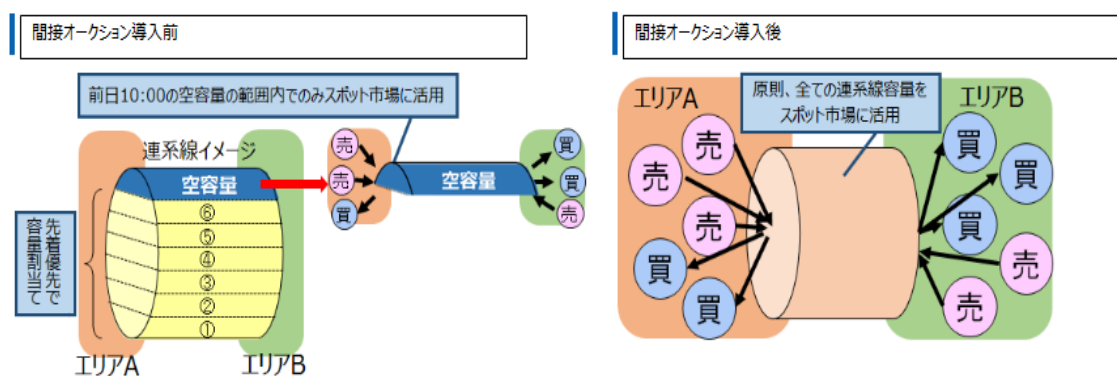 間接オークション導入前
前日10:00の空容量の範囲内でのみスポット市場に活用
連系線イメージ
空容量
⑥
⑤
④
③
②
①
先着優先で
容量割当て
エリアA
エリアB
売
売
買
空容量
買
買
売
間接オークション導入後
エリアA
原則、全ての連系線容量を
スポット市場に活用
エリアB
売
売
売
買
買
買
買
買
売
売